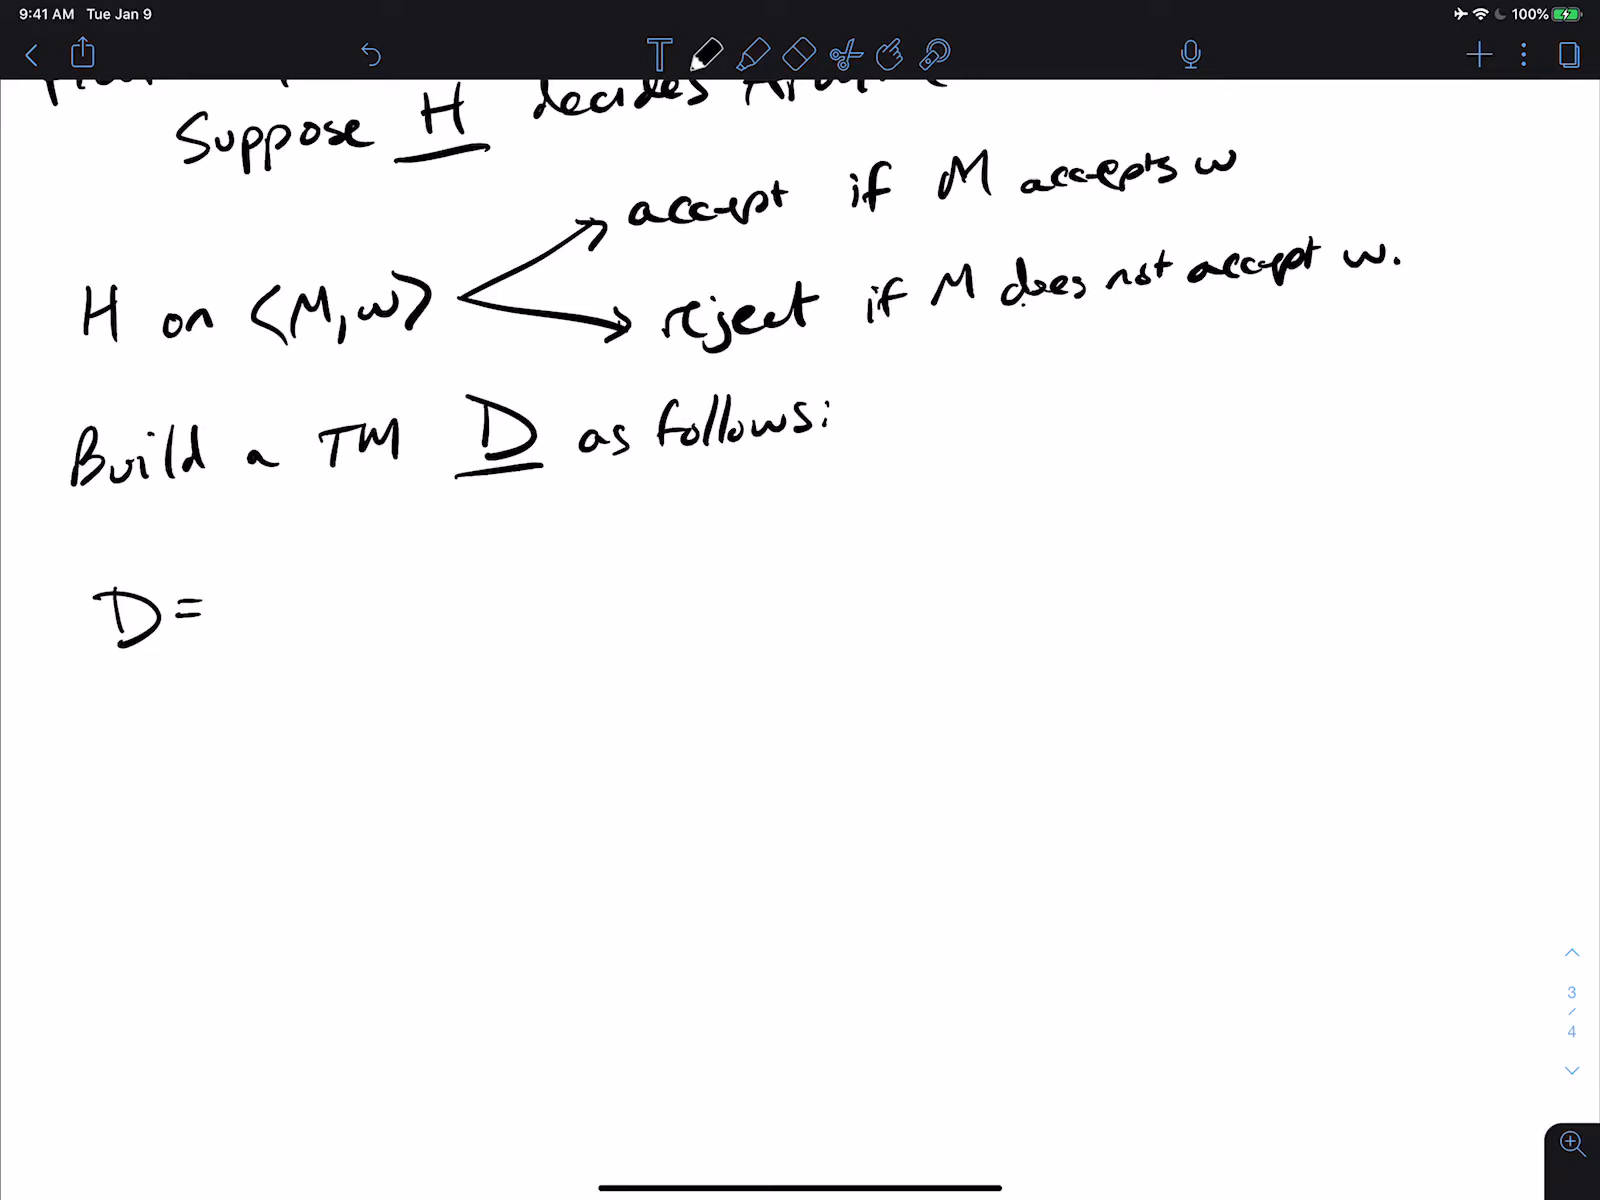 9:41 AM Tue Jan 9
100%
T
Suppose H decides
accept if M accepts w
H on ⟨M, w⟩
reject if M does not accept w.
Build a TM D as follows:
D =
3
/
4